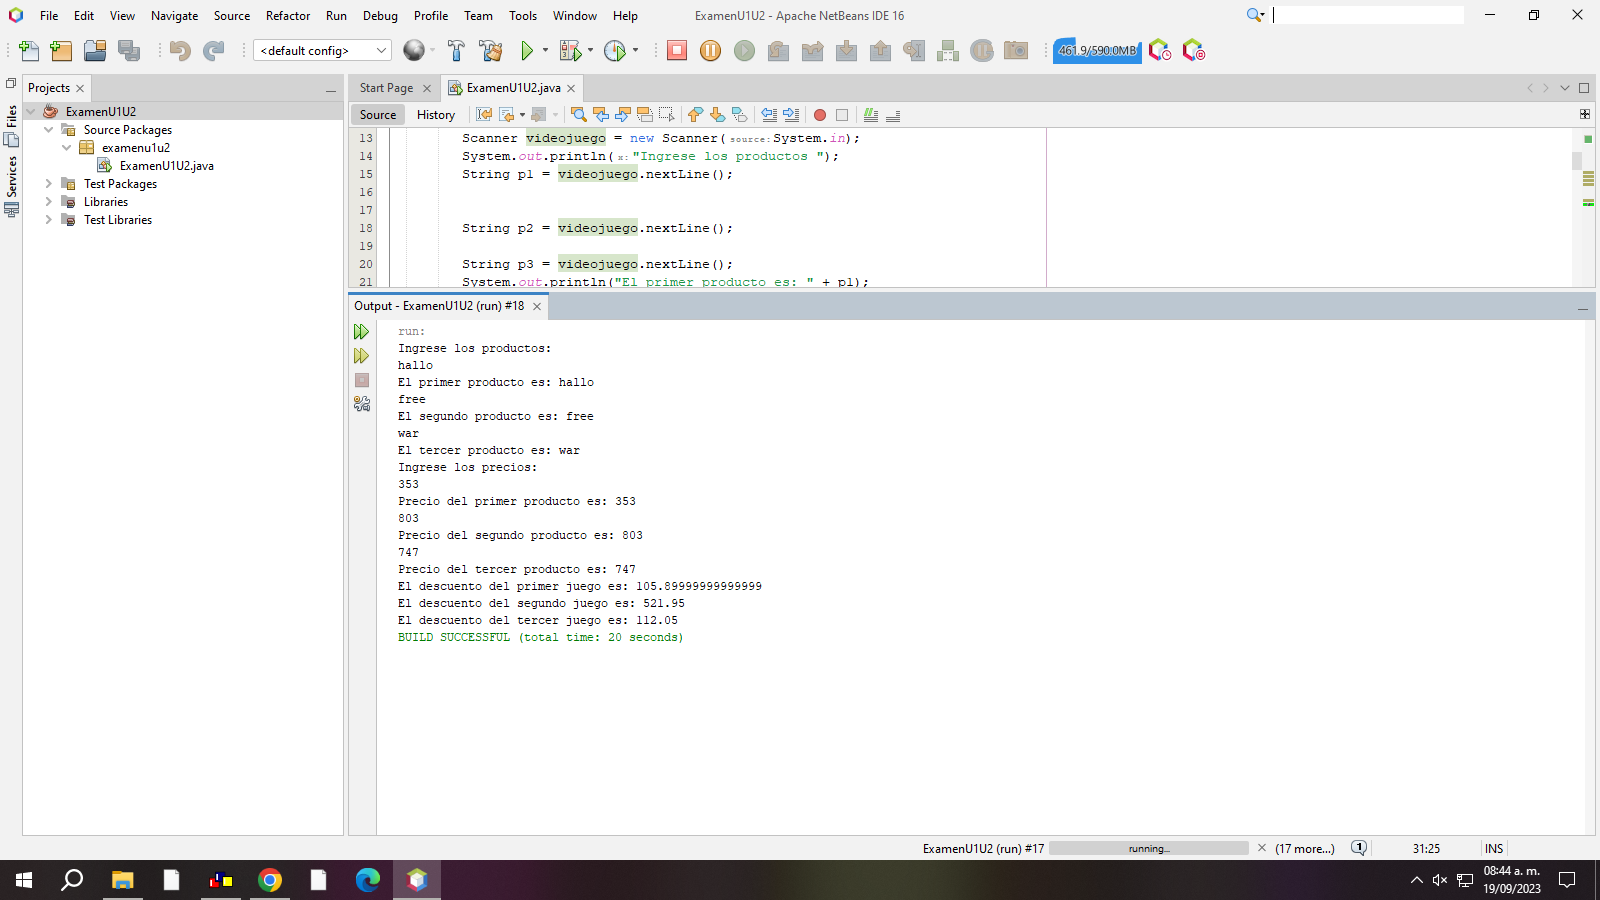 File Edit View Navigate Source Refactor Run Debug Profile Team Tools Window Help
ExamenU1U2 - Apache NetBeans IDE 16
<default config>
461.9/590.0MB
Projects
Files
Services
ExamenU1U2
Source Packages
examenu1u2
ExamenU1U2.java
Test Packages
Libraries
Test Libraries
Start Page
ExamenU1U2.java
Source History
13 Scanner videojuego = new Scanner(source:System.in);
14 System.out.println(x:"Ingrese los productos ");
15 String p1 = videojuego.nextLine();
16
17
18 String p2 = videojuego.nextLine();
19
20 String p3 = videojuego.nextLine();
21 System.out.println("El primer producto es: " + p1);
Output - ExamenU1U2 (run) #18
run:
Ingrese los productos:
hallo
El primer producto es: hallo
free
El segundo producto es: free
war
El tercer producto es: war
Ingrese los precios:
353
Precio del primer producto es: 353
803
Precio del segundo producto es: 803
747
Precio del tercer producto es: 747
El descuento del primer juego es: 105.89999999999999
El descuento del segundo juego es: 521.95
El descuento del tercer juego es: 112.05
BUILD SUCCESSFUL (total time: 20 seconds)
ExamenU1U2 (run) #17
running...
(17 more...)
1
31:25
INS
08:44 a. m.
19/09/2023